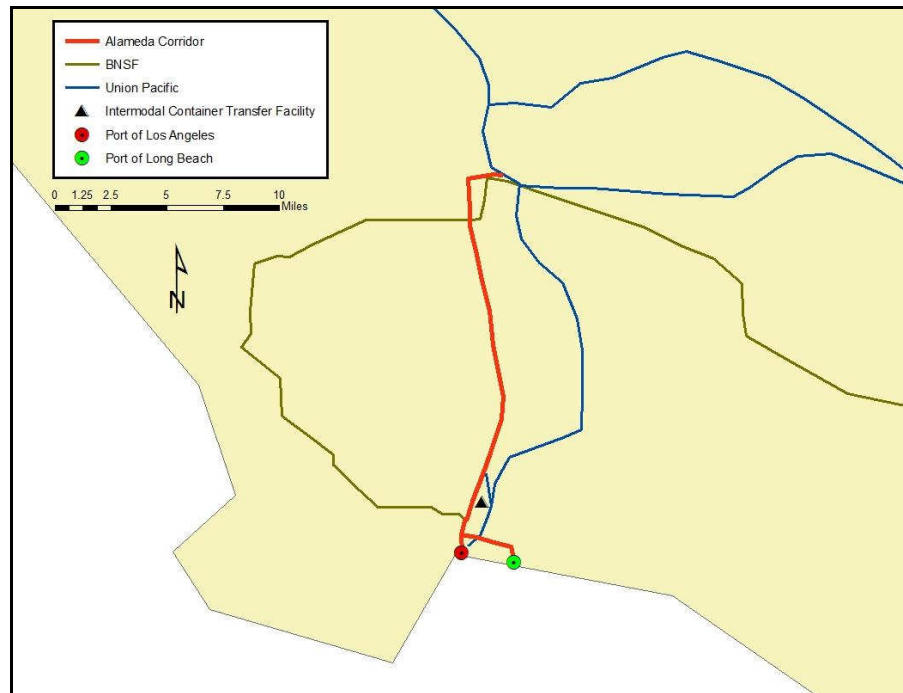 Alameda Corridor
BNSF
Union Pacific
Intermodal Container Transfer Facility
Port of Los Angeles
Port of Long Beach
0 1.25 2.5 5 7.5 10
Miles
N